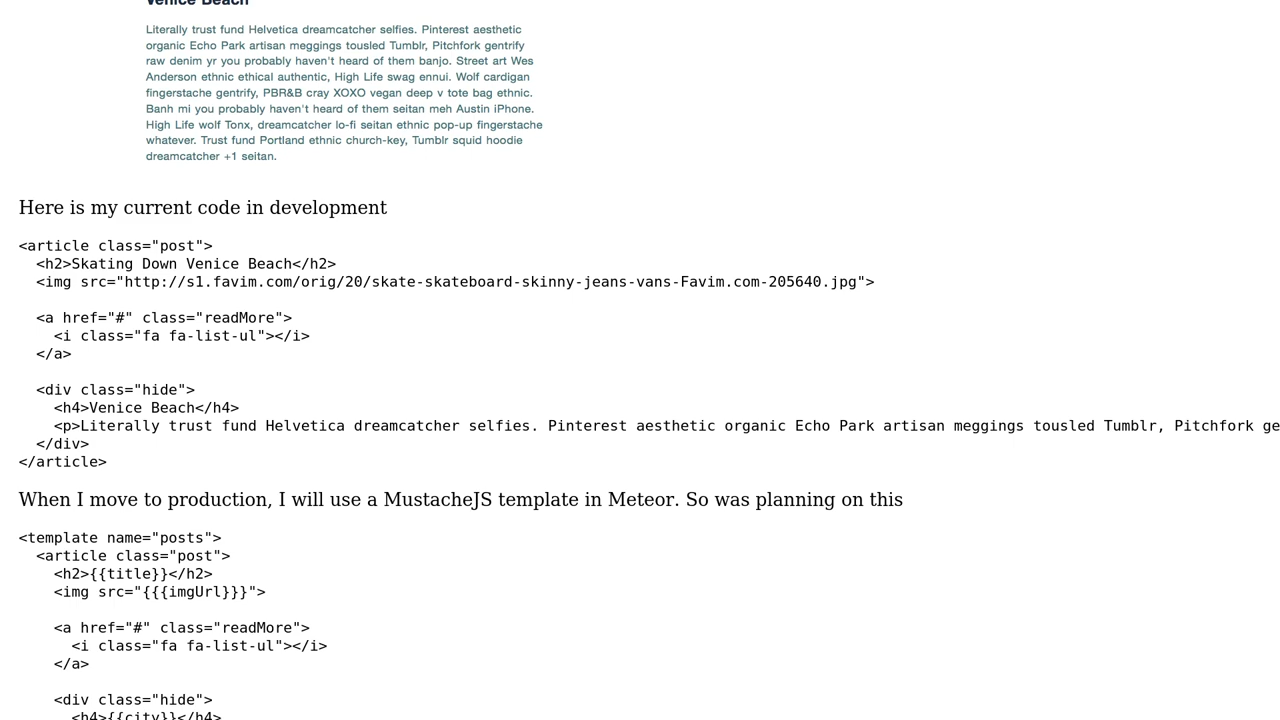 Venice Beach
Literally trust fund Helvetica dreamcatcher selfies. Pinterest aesthetic
organic Echo Park artisan meggings tousled Tumblr, Pitchfork gentrify
raw denim yr you probably haven't heard of them banjo. Street art Wes
Anderson ethnic ethical authentic, High Life swag ennui. Wolf cardigan
fingerstache gentrify, PBR&B cray XOXO vegan deep v tote bag ethnic.
Banh mi you probably haven't heard of them seitan meh Austin iPhone.
High Life wolf Tonx, dreamcatcher lo-fi seitan ethnic pop-up fingerstache
whatever. Trust fund Portland ethnic church-key, Tumblr squid hoodie
dreamcatcher +1 seitan.
Here is my current code in development
<article class="post">
<h2>Skating Down Venice Beach</h2>
<img src="http://s1.favim.com/orig/20/skate-skateboard-skinny-jeans-vans-Favim.com-205640.jpg">
<a href="#" class="readMore">
<i class="fa fa-list-ul"></i>
</a>
<div class="hide">
<h4>Venice Beach</h4>
<p>Literally trust fund Helvetica dreamcatcher selfies. Pinterest aesthetic organic Echo Park artisan meggings tousled Tumblr, Pitchfork ge
</div>
</article>
When I move to production, I will use a MustacheJS template in Meteor. So was planning on this
<template name="posts">
<article class="post">
<h2>{{title}}</h2>
<img src="{{{imgUrl}}}">
<a href="#" class="readMore">
<i class="fa fa-list-ul"></i>
</a>
<div class="hide">
<h4>{{city}}</h4>